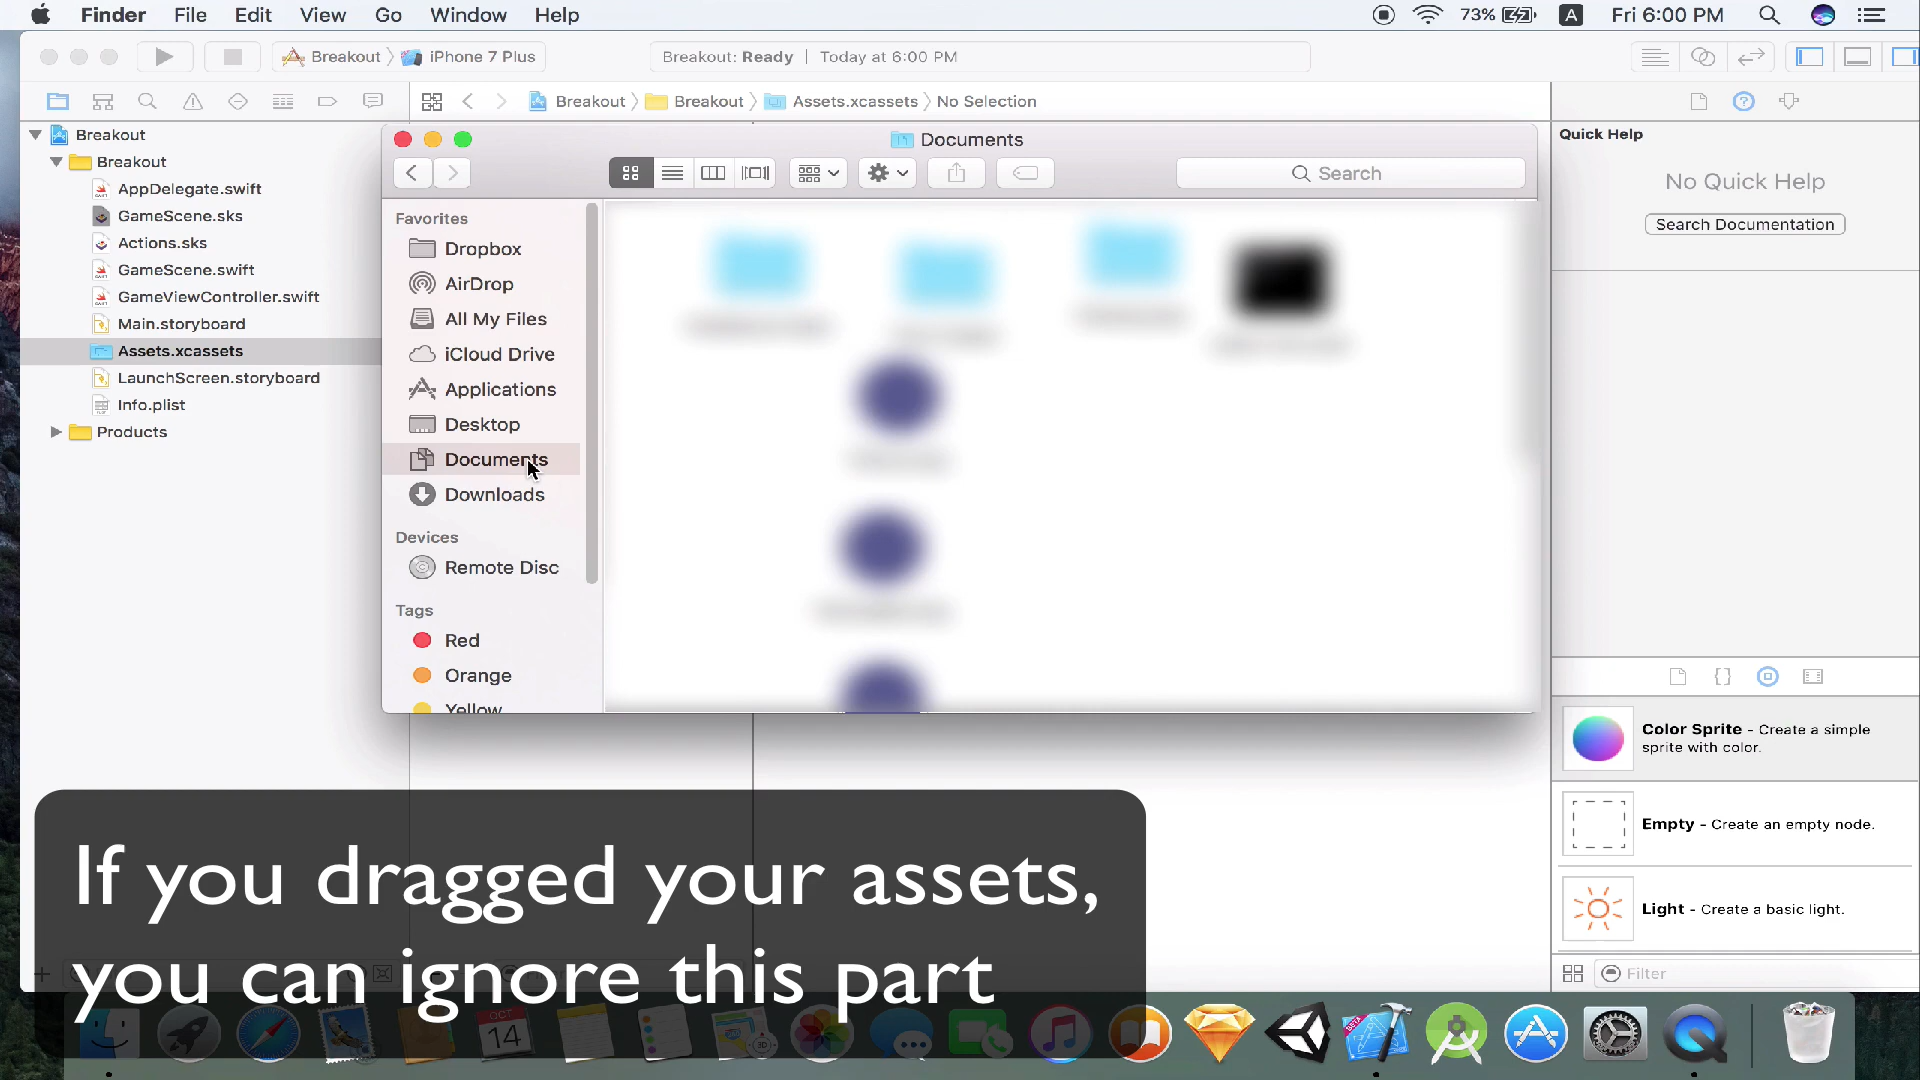 Finder File Edit View Go Window Help
73% A Fri 6:00 PM
Breakout iPhone 7 Plus
Breakout: Ready | Today at 6:00 PM
Breakout Breakout Assets.xcassets No Selection
Breakout
Breakout
AppDelegate.swift
GameScene.sks
Actions.sks
GameScene.swift
GameViewController.swift
Main.storyboard
Assets.xcassets
LaunchScreen.storyboard
Info.plist
Products
Documents
Search
Favorites
Dropbox
AirDrop
All My Files
iCloud Drive
Applications
Desktop
Documents
Downloads
Devices
Remote Disc
Tags
Red
Orange
Yellow
Quick Help
No Quick Help
Search Documentation
Color Sprite - Create a simple
sprite with color.
Empty - Create an empty node.
Light - Create a basic light.
Filter
If you dragged your assets,
you can ignore this part
OCT
14
3D
BETA